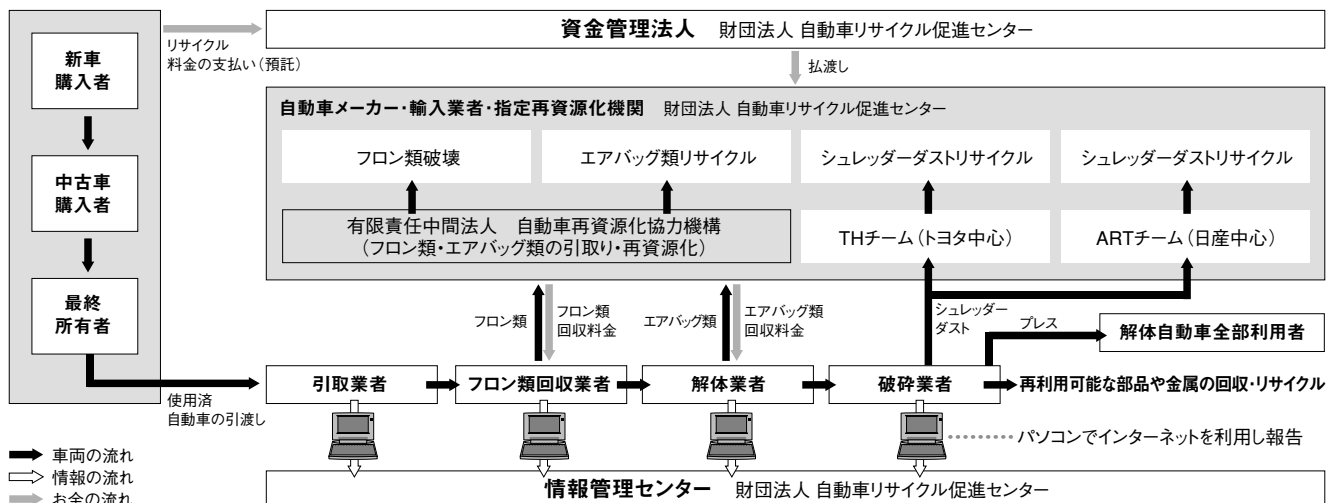 資金管理法人 財団法人 自動車リサイクル促進センター
リサイクル
料金の支払い（預託）
払渡し
新車
購入者
中古車
購入者
最終
所有者
自動車メーカー・輸入業者・指定再資源化機関 財団法人 自動車リサイクル促進センター
フロン類破壊
エアバッグ類リサイクル
シュレッダーダストリサイクル
シュレッダーダストリサイクル
有限責任中間法人 自動車再資源化協力機構
（フロン類・エアバッグ類の引取り・再資源化）
THチーム（トヨタ中心）
ARTチーム（日産中心）
フロン類
フロン類
回収料金
エアバッグ類
エアバッグ類
回収料金
シュレッダー
ダスト
プレス
解体自動車全部利用者
引取業者
フロン類回収業者
解体業者
破砕業者
再利用可能な部品や金属の回収・リサイクル
使用済
自動車の引渡し
パソコンでインターネットを利用し報告
車両の流れ
情報の流れ
お金の流れ
情報管理センター 財団法人 自動車リサイクル促進センター